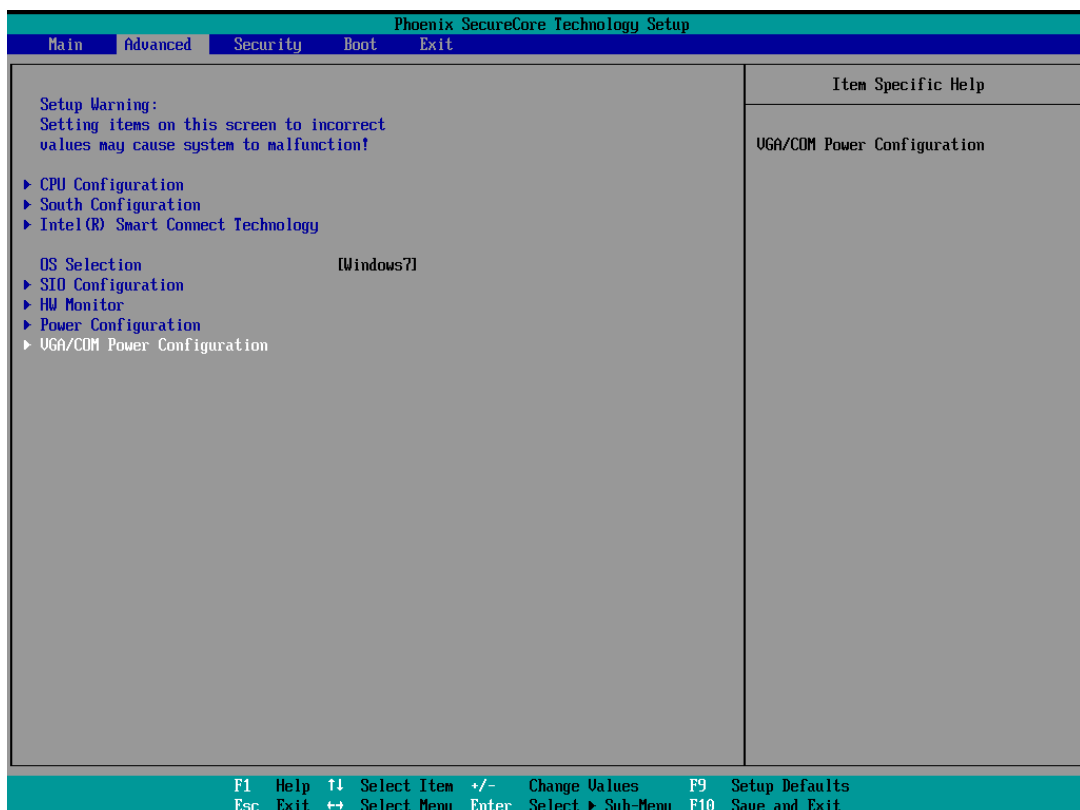 Phoenix SecureCore Technology Setup
Main Advanced Security Boot Exit
Item Specific Help
Setup Warning:
Setting items on this screen to incorrect
values may cause system to malfunction!
VGA/COM Power Configuration
▶ CPU Configuration
▶ South Configuration
▶ Intel(R) Smart Connect Technology
OS Selection [Windows7]
▶ SIO Configuration
▶ HW Monitor
▶ Power Configuration
▶ VGA/COM Power Configuration
F1 Help ↑↓ Select Item +/- Change Values F9 Setup Defaults
Esc Exit ↔ Select Menu Enter Select ▶ Sub-Menu F10 Save and Exit